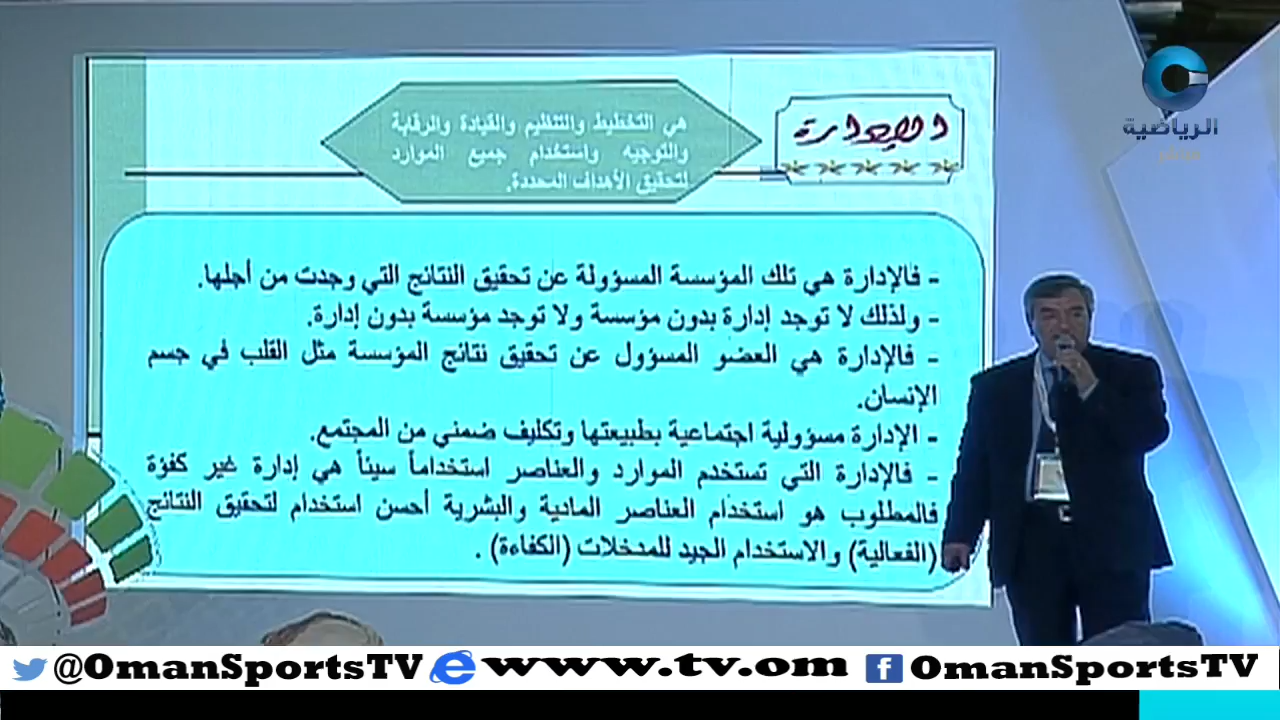 الرياضية
مباشر
الإدارة
هي التخطيط والتنظيم والقيادة والرقابة
والتوجيه واستخدام جميع الموارد
لتحقيق الأهداف المحددة.
- فالإدارة هي تلك المؤسسة المسؤولة عن تحقيق النتائج التي وجدت من أجلها.
- ولذلك لا توجد إدارة بدون مؤسسة ولا توجد مؤسسة بدون إدارة.
- فالإدارة هي العضو المسؤول عن تحقيق نتائج المؤسسة مثل القلب في جسم
الإنسان.
- الإدارة مسؤولية اجتماعية بطبيعتها وتكليف ضمني من المجتمع.
- فالإدارة التي تستخدم الموارد والعناصر استخداماً سيئاً هي إدارة غير كفؤة
فالمطلوب هو استخدام العناصر المادية والبشرية أحسن استخدام لتحقيق النتائج
(الفعالية) والاستخدام الجيد للمدخلات (الكفاءة) .
@OmanSportsTV www.tv.om OmanSportsTV